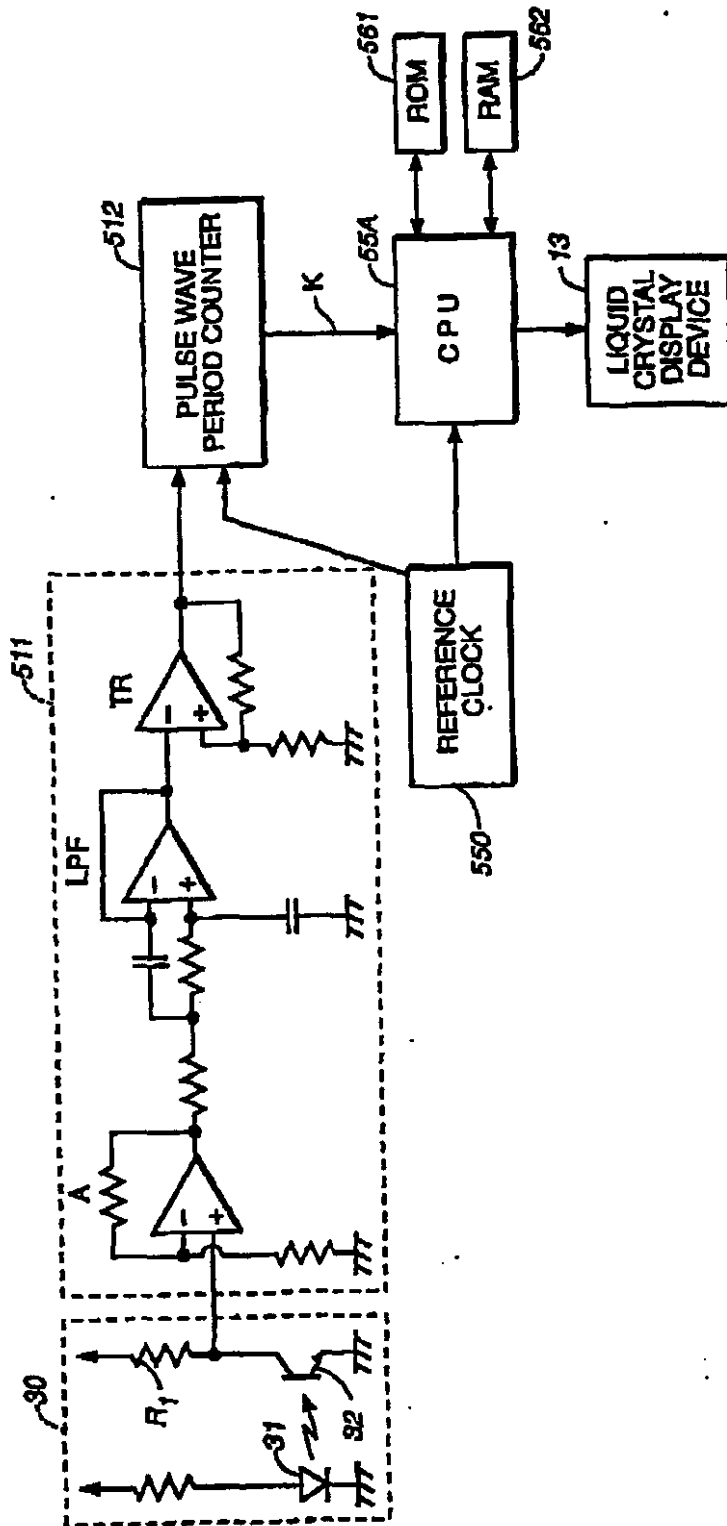 30
R1
31
32
511
A
−
+
LPF
−
+
TR
−
+
512
PULSE WAVE
PERIOD COUNTER
K
REFERENCE
CLOCK
550
55A
CPU
ROM
561
RAM
562
13
LIQUID
CRYSTAL
DISPLAY
DEVICE